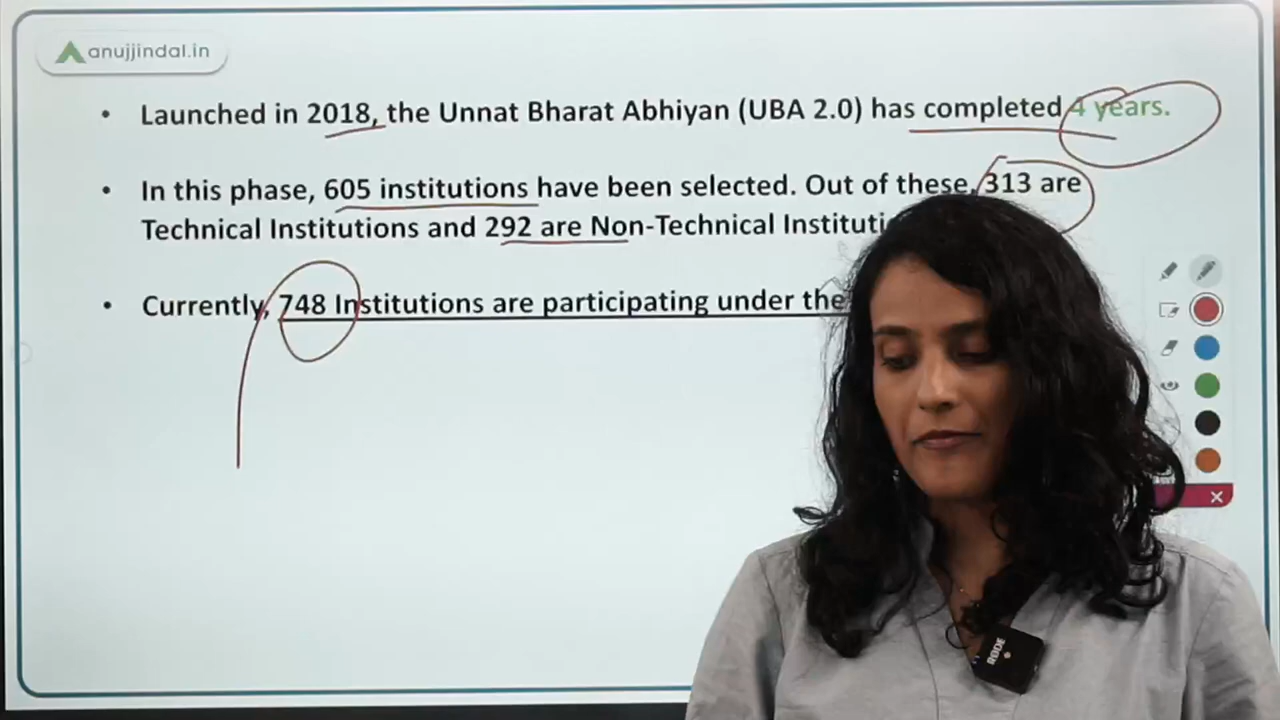 anujjindal.in
• Launched in 2018, the Unnat Bharat Abhiyan (UBA 2.0) has completed 4 years.
• In this phase, 605 institutions have been selected. Out of these, 313 are
Technical Institutions and 292 are Non-Technical
• Currently, 748 Institutions are participating under the
RØDE